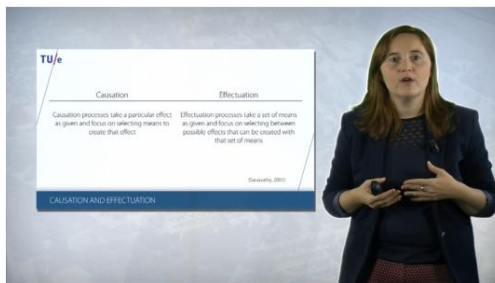 TU/e
Causation Effectuation
Causation processes take a particular effect Effectuation processes take a set of means
as given and focus on selecting means to as given and focus on selecting between
create that effect possible effects that can be created with
that set of means
(Sarasvathy, 2001)
CAUSATION AND EFFECTUATION